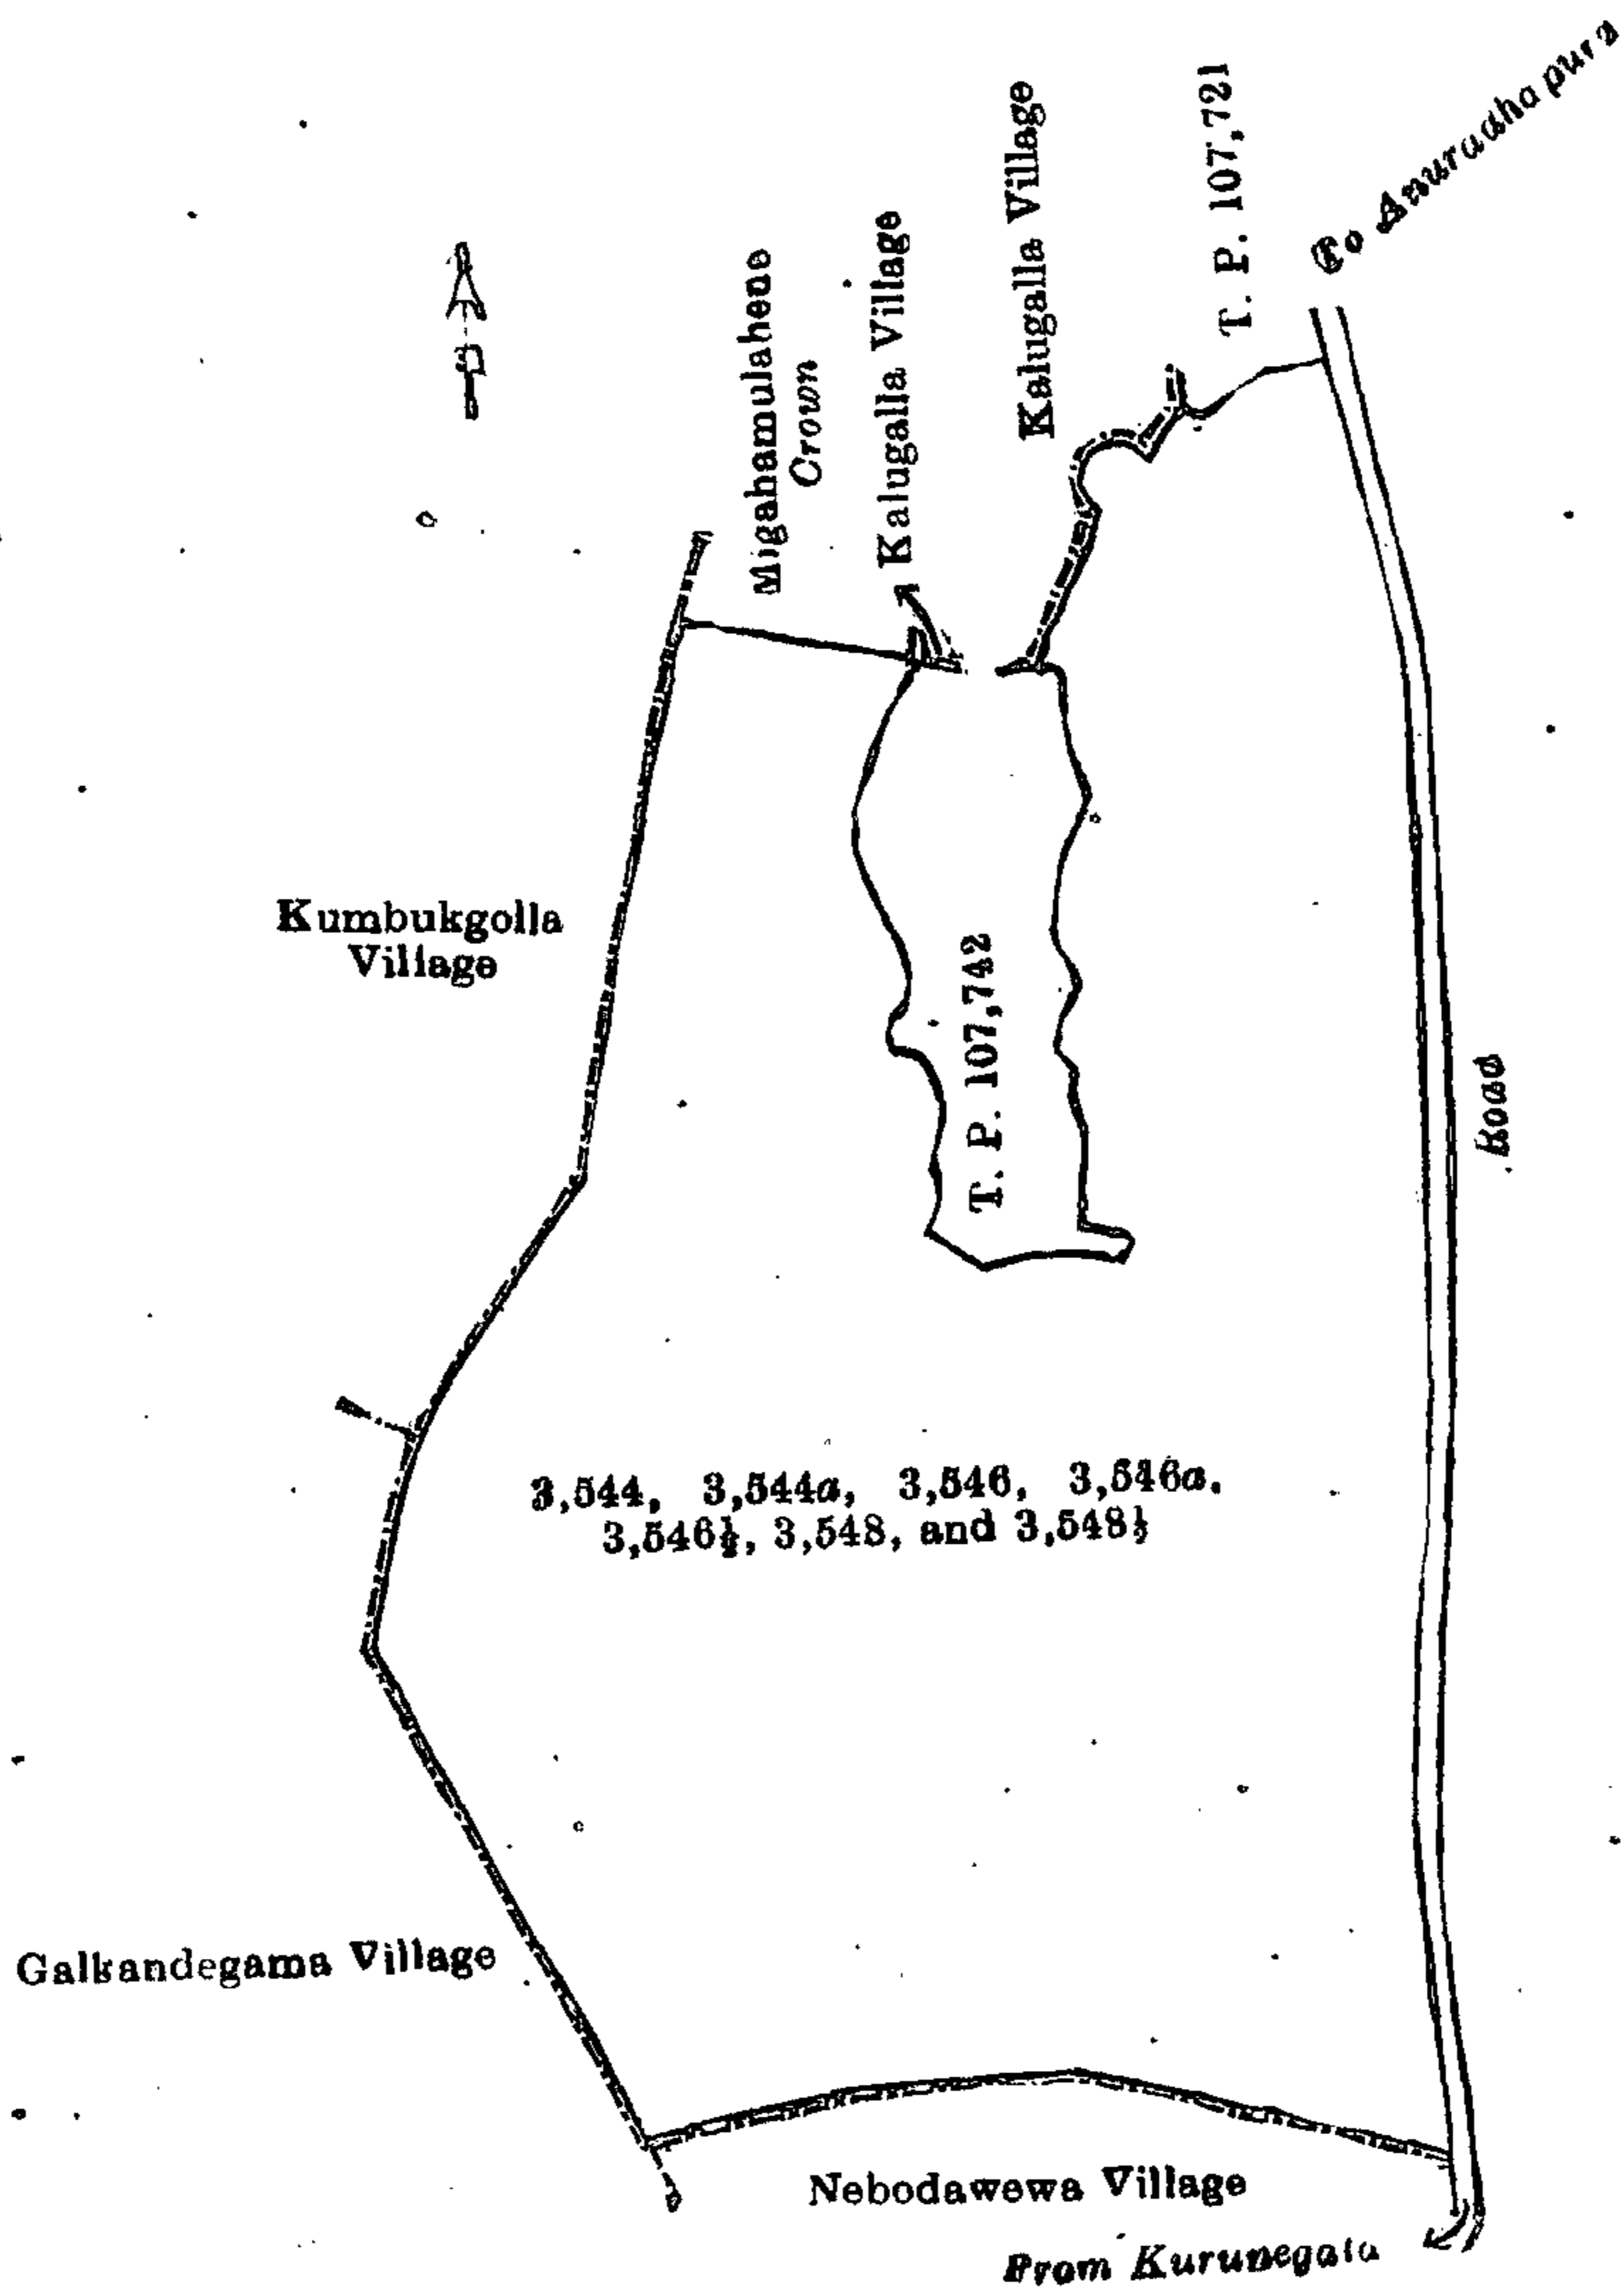 To Anuradhapura
T. P. 107,721
Kalugalla Village
Kalugalla Village
Migahamulahena
Crown
Kumbukgolla
Village
T. P. 107,742
Road
3,544, 3,544a, 3,546, 3,546a,
3,546½, 3,548, and 3,548½
Galkandegama Village
Nebodawewa Village
From Kurunegala